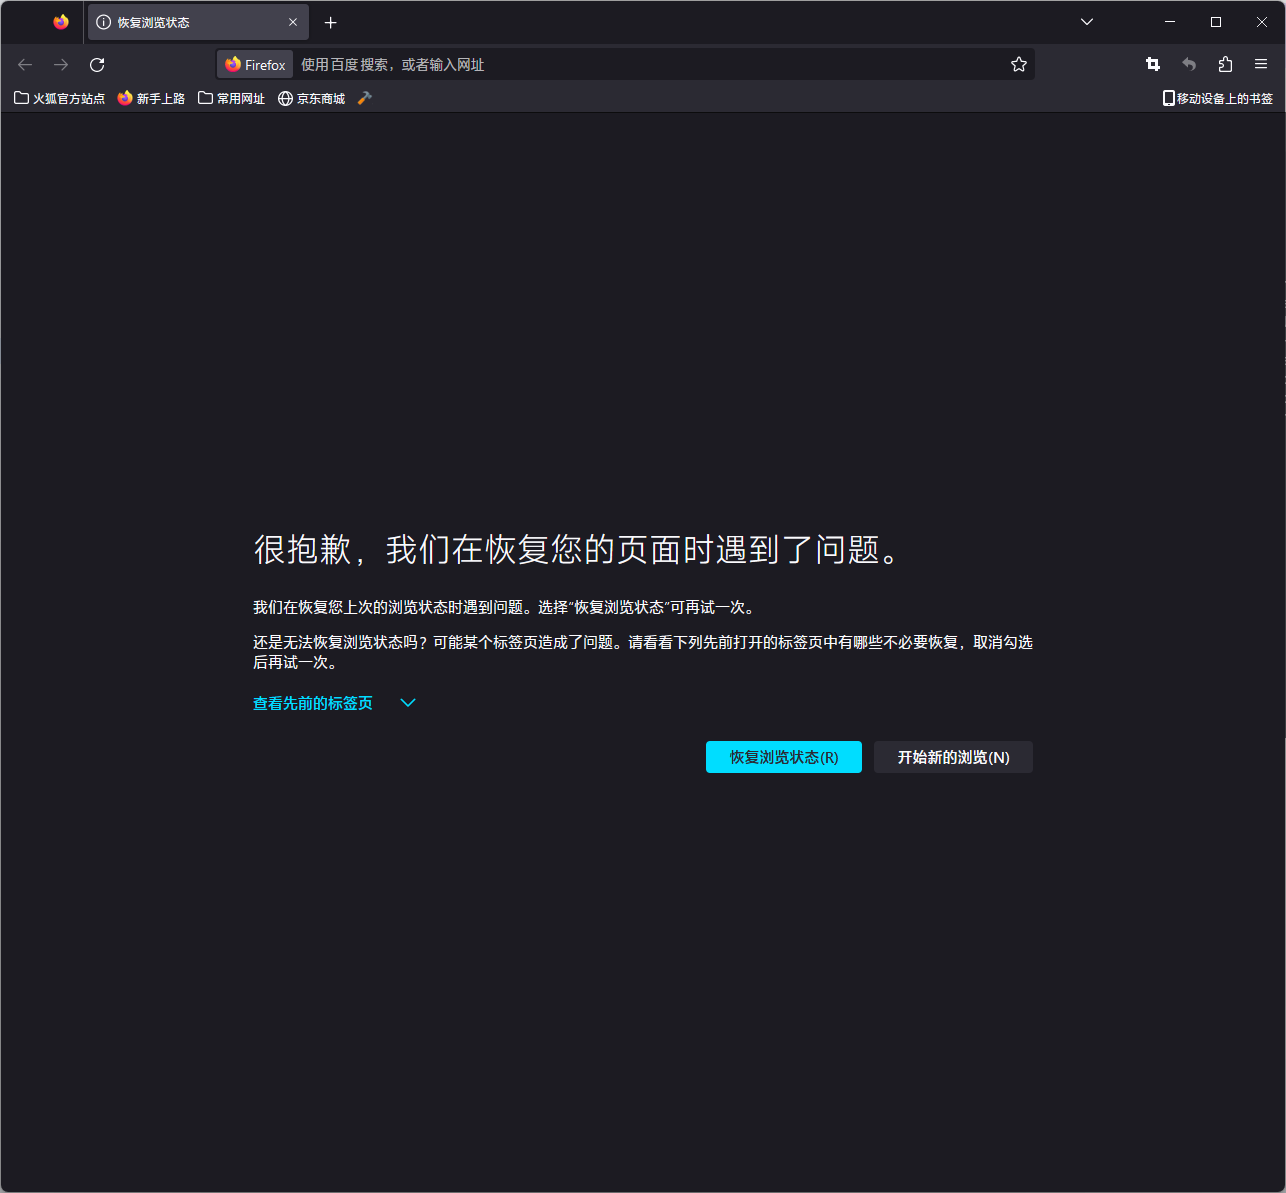 恢复浏览状态
Firefox 使用百度搜索，或者输入网址
火狐官方站点 新手上路 常用网址 京东商城 移动设备上的书签
很抱歉，我们在恢复您的页面时遇到了问题。
我们在恢复您上次的浏览状态时遇到问题。选择“恢复浏览状态”可再试一次。
还是无法恢复浏览状态吗？可能某个标签页造成了问题。请看看下列先前打开的标签页中有哪些不必要恢复，取消勾选
后再试一次。
查看先前的标签页
恢复浏览状态(R) 开始新的浏览(N)